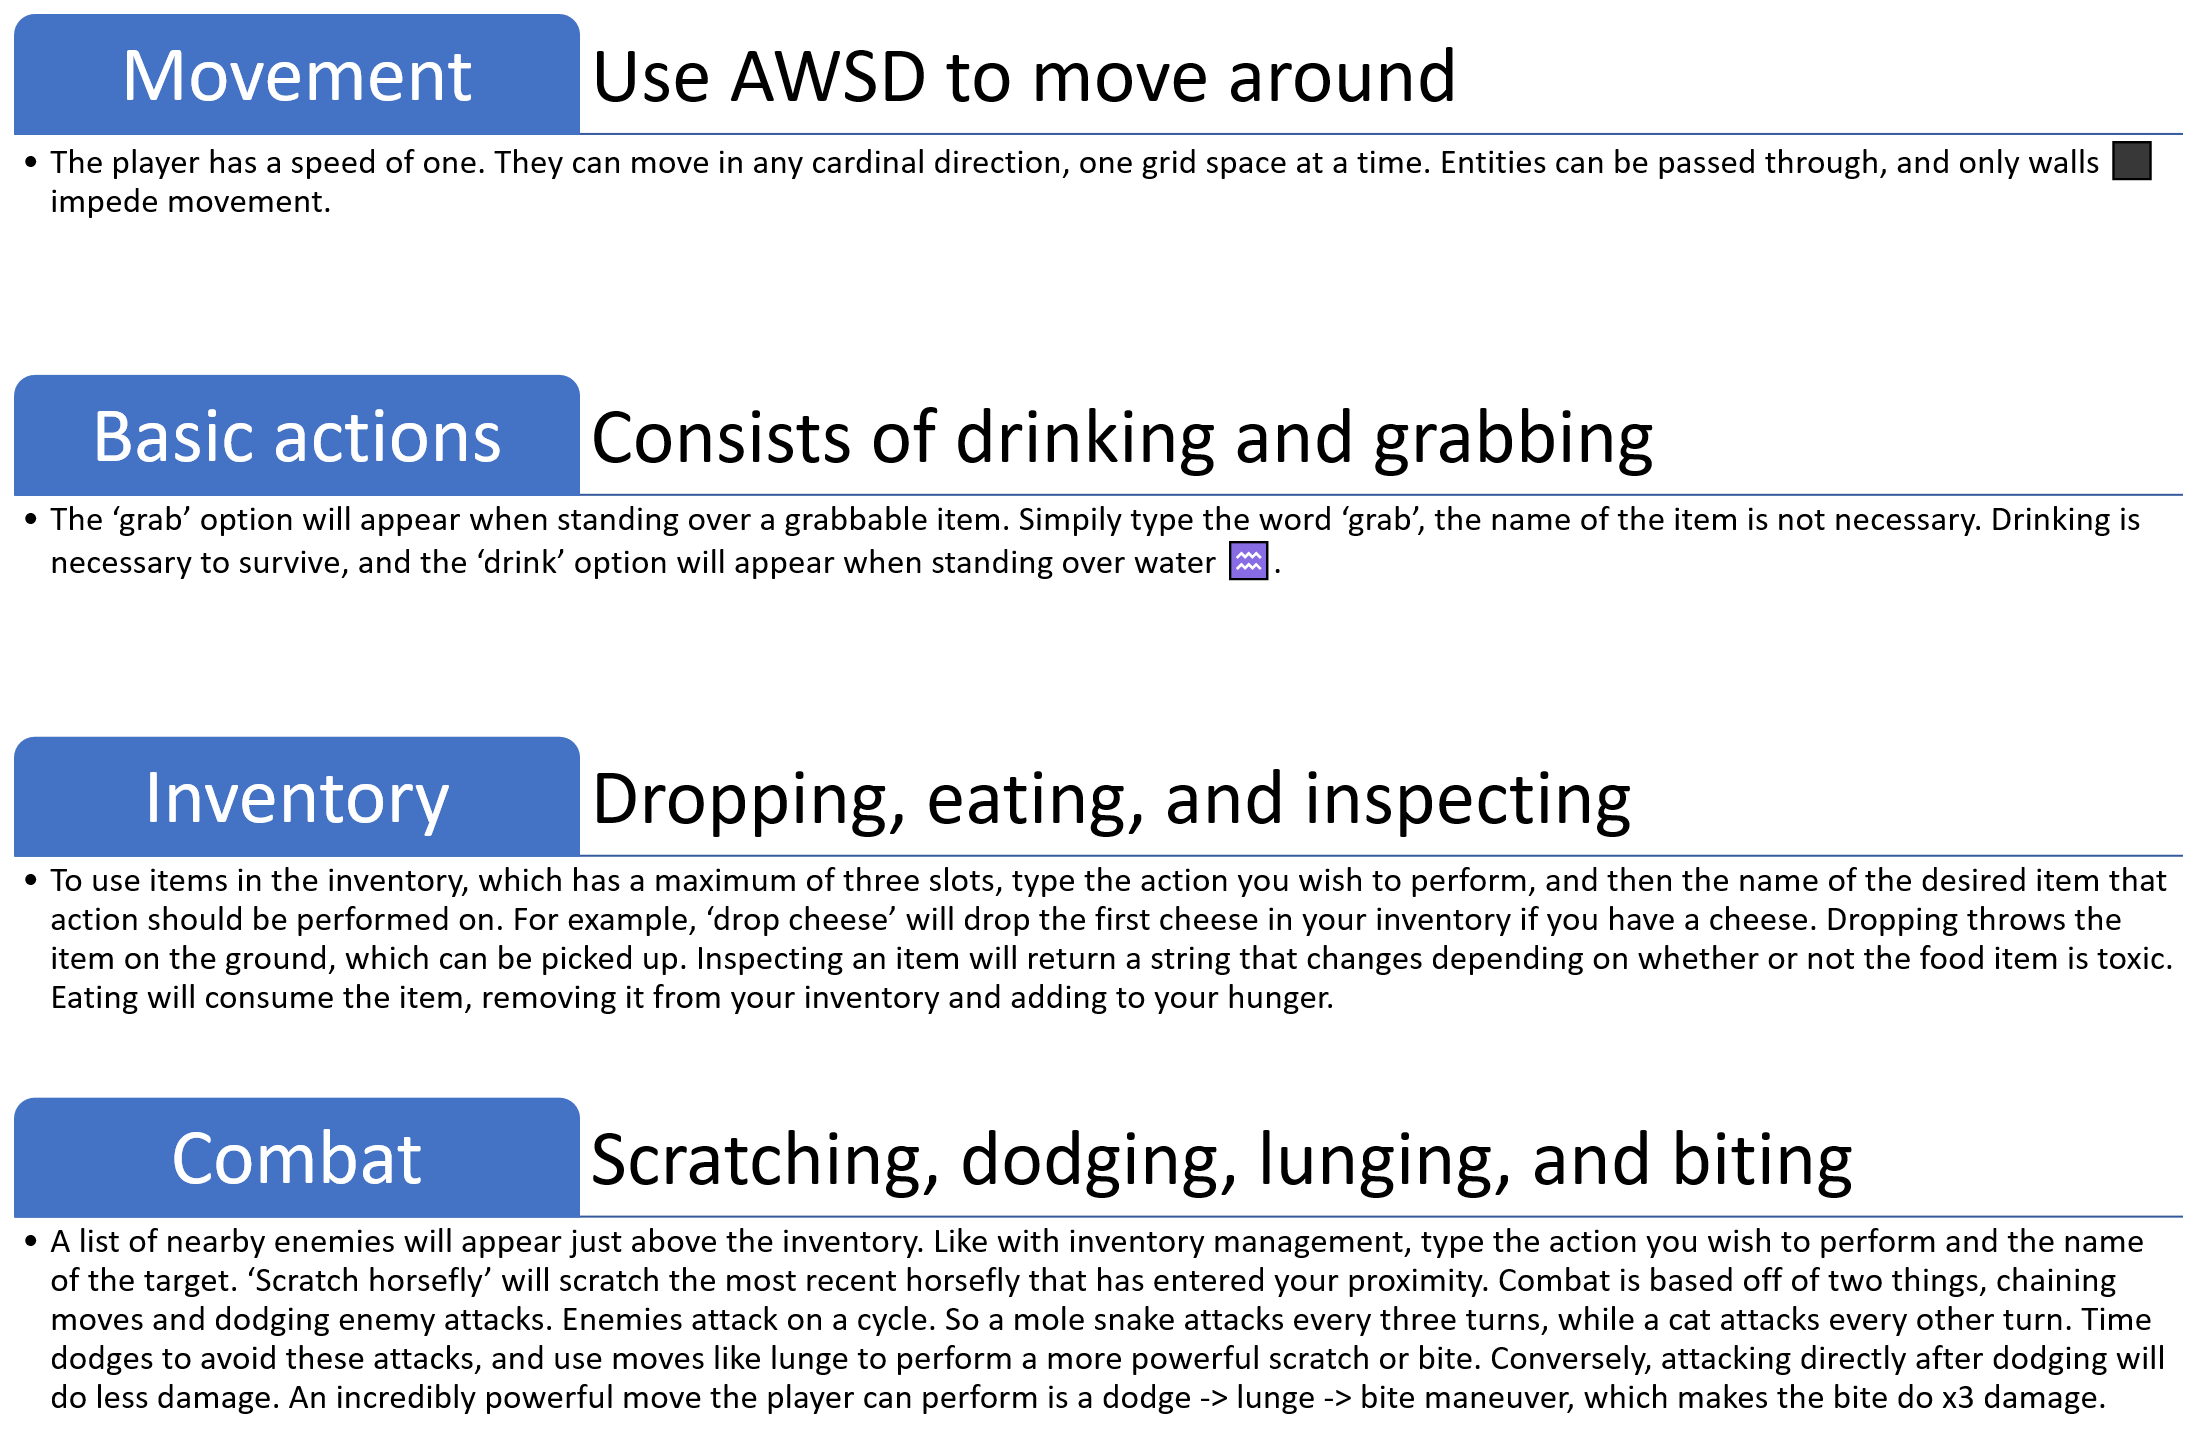 Movement Use AWSD to move around
• The player has a speed of one. They can move in any cardinal direction, one grid space at a time. Entities can be passed through, and only walls
impede movement.
Basic actions Consists of drinking and grabbing
• The ‘grab’ option will appear when standing over a grabbable item. Simpily type the word ‘grab’, the name of the item is not necessary. Drinking is
necessary to survive, and the ‘drink’ option will appear when standing over water ♒.
Inventory Dropping, eating, and inspecting
• To use items in the inventory, which has a maximum of three slots, type the action you wish to perform, and then the name of the desired item that
action should be performed on. For example, ‘drop cheese’ will drop the first cheese in your inventory if you have a cheese. Dropping throws the
item on the ground, which can be picked up. Inspecting an item will return a string that changes depending on whether or not the food item is toxic.
Eating will consume the item, removing it from your inventory and adding to your hunger.
Combat Scratching, dodging, lunging, and biting
• A list of nearby enemies will appear just above the inventory. Like with inventory management, type the action you wish to perform and the name
of the target. ‘Scratch horsefly’ will scratch the most recent horsefly that has entered your proximity. Combat is based off of two things, chaining
moves and dodging enemy attacks. Enemies attack on a cycle. So a mole snake attacks every three turns, while a cat attacks every other turn. Time
dodges to avoid these attacks, and use moves like lunge to perform a more powerful scratch or bite. Conversely, attacking directly after dodging will
do less damage. An incredibly powerful move the player can perform is a dodge -> lunge -> bite maneuver, which makes the bite do x3 damage.